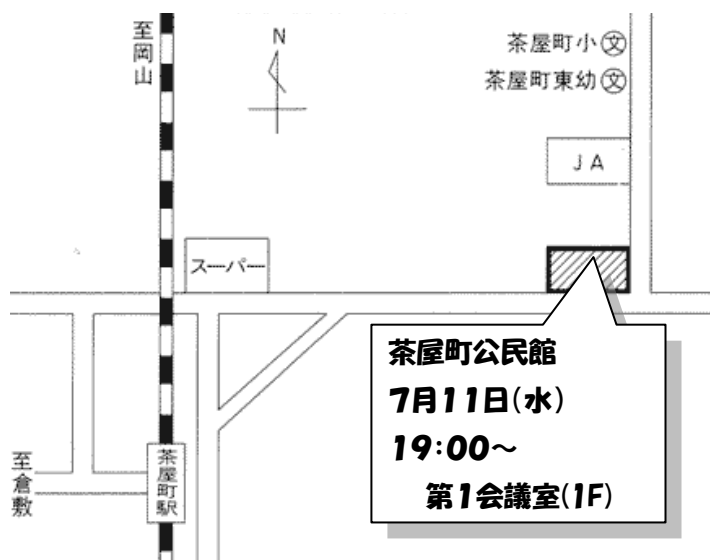 至岡山
N
茶屋町小㊛
茶屋町東幼㊛
JA
スーパー
茶屋町公民館
7月11日(水)
19:00～
第1会議室(1F)
茶屋町駅
至倉敷